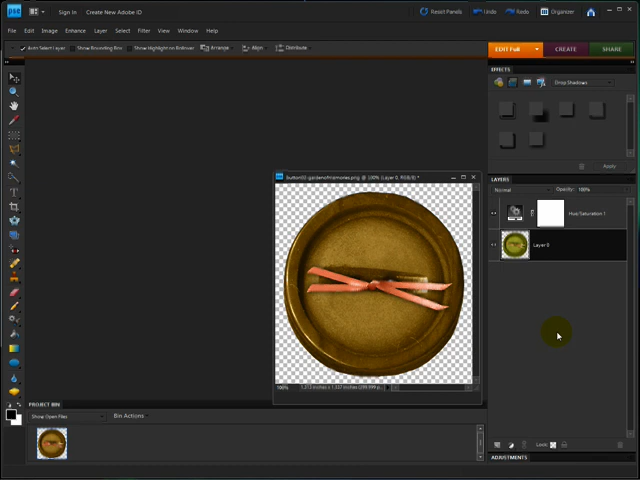 pse Sign In Create New Adobe ID Reset Panels Undo Redo Organizer
File Edit Image Enhance Layer Select Filter View Window Help
Auto Select Layer Show Bounding Box Show Highlight on Rollover Arrange Align Distribute
EDIT Full CREATE SHARE
EFFECTS
Drop Shadows
Apply
LAYERS
Normal Opacity: 100%
Hue/Saturation 1
Layer 0
100%
Lock:
PROJECT BIN
Show Open Files Bin Actions
ADJUSTMENTS